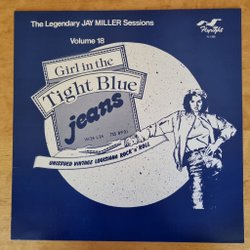 The Legendary JAY MILLER Sessions
Flyright
Volume 18
Girl in the
Tight Blue
jeans
UNISSUED VINTAGE LOUISIANA ROCK 'n' ROLL